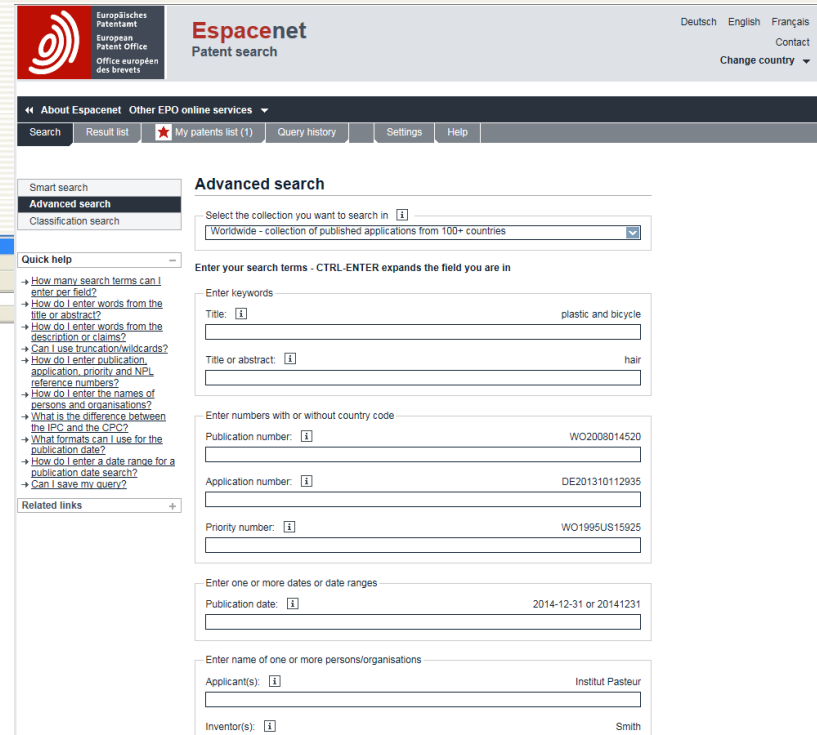 Europäisches
Patentamt
European
Patent Office
Office européen
des brevets
Espacenet
Patent search
Deutsch English Français
Contact
Change country
About Espacenet Other EPO online services
Search Result list My patents list (1) Query history Settings Help
Smart search
Advanced search
Classification search
Quick help
How many search terms can I
enter per field?
How do I enter words from the
title or abstract?
How do I enter words from the
description or claims?
Can I use truncation/wildcards?
How do I enter publication,
application, priority and NPL
reference numbers?
How do I enter the names of
persons and organisations?
What is the difference between
the IPC and the CPC?
What formats can I use for the
publication date?
How do I enter a date range for a
publication date search?
Can I save my query?
Related links
Advanced search
Select the collection you want to search in
Worldwide - collection of published applications from 100+ countries
Enter your search terms - CTRL-ENTER expands the field you are in
Enter keywords
Title: plastic and bicycle
Title or abstract: hair
Enter numbers with or without country code
Publication number: WO2008014520
Application number: DE201310112935
Priority number: WO1995US15925
Enter one or more dates or date ranges
Publication date: 2014-12-31 or 20141231
Enter name of one or more persons/organisations
Applicant(s): Institut Pasteur
Inventor(s): Smith